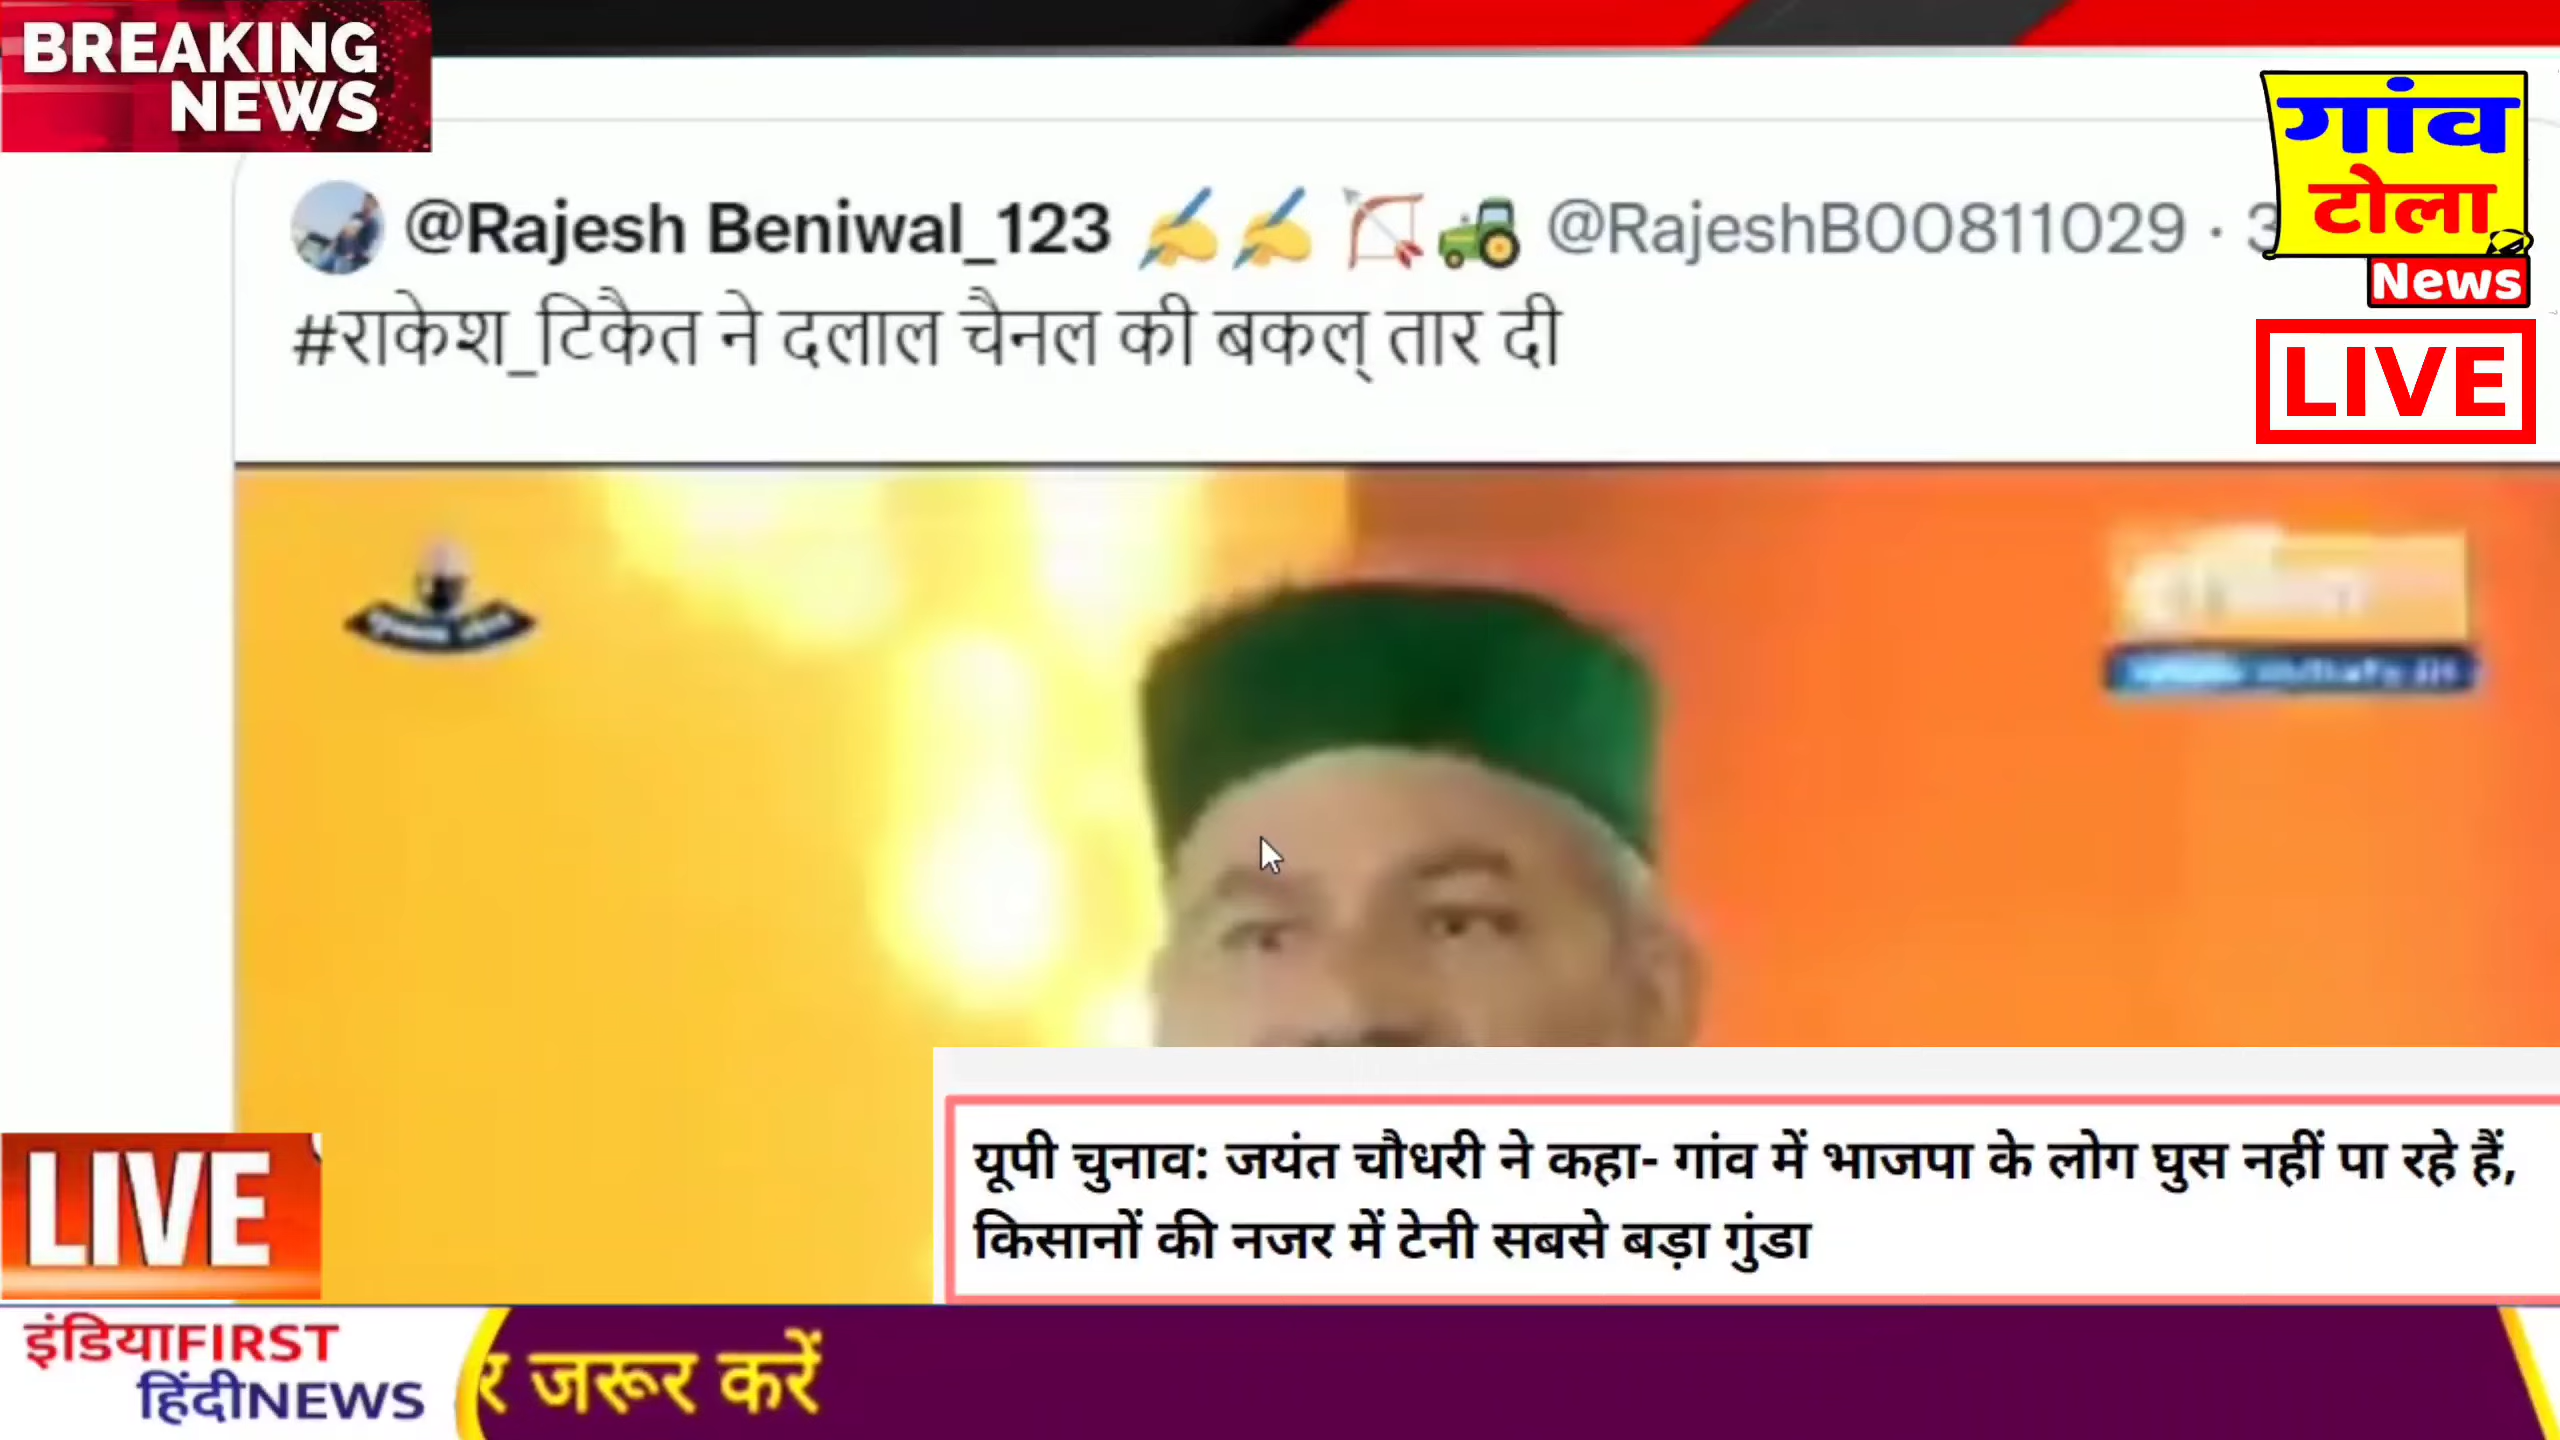 BREAKING
NEWS
गांव
टोला
News
LIVE
@Rajesh Beniwal_123 ✍✍ 🏹🚜 @RajeshB00811029 · 3
#राकेश_टिकैत ने दलाल चैनल की बकल् तार दी
यूपी चुनाव: जयंत चौधरी ने कहा- गांव में भाजपा के लोग घुस नहीं पा रहे हैं,
किसानों की नजर में टेनी सबसे बड़ा गुंडा
LIVE
इंडियाFIRST
हिंदीNEWS
र जरूर करें